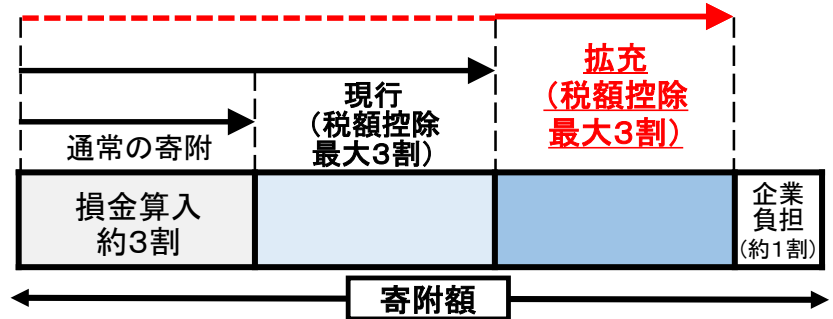 拡充
(税額控除
最大3割)
現行
(税額控除
最大3割)
通常の寄附
損金算入
約3割
企業
負担
(約1割)
寄附額